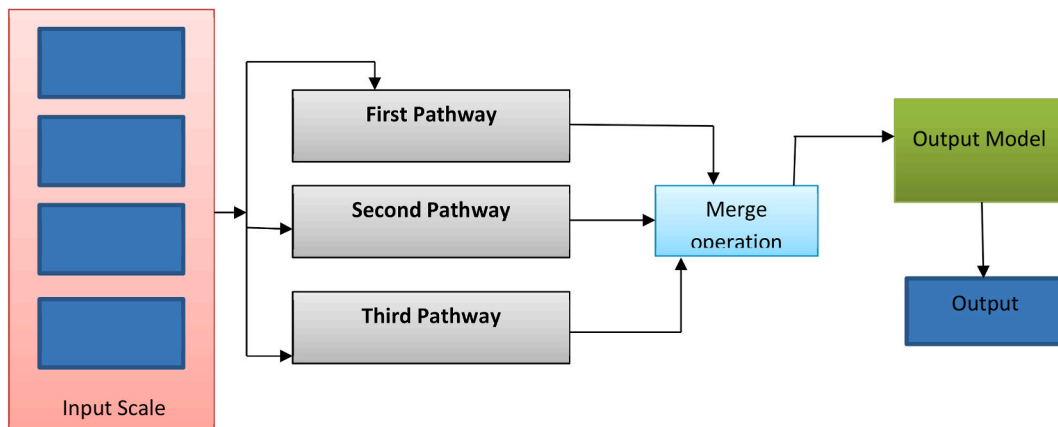 First Pathway
Second Pathway
Third Pathway
Merge
operation
Output Model
Output
Input Scale